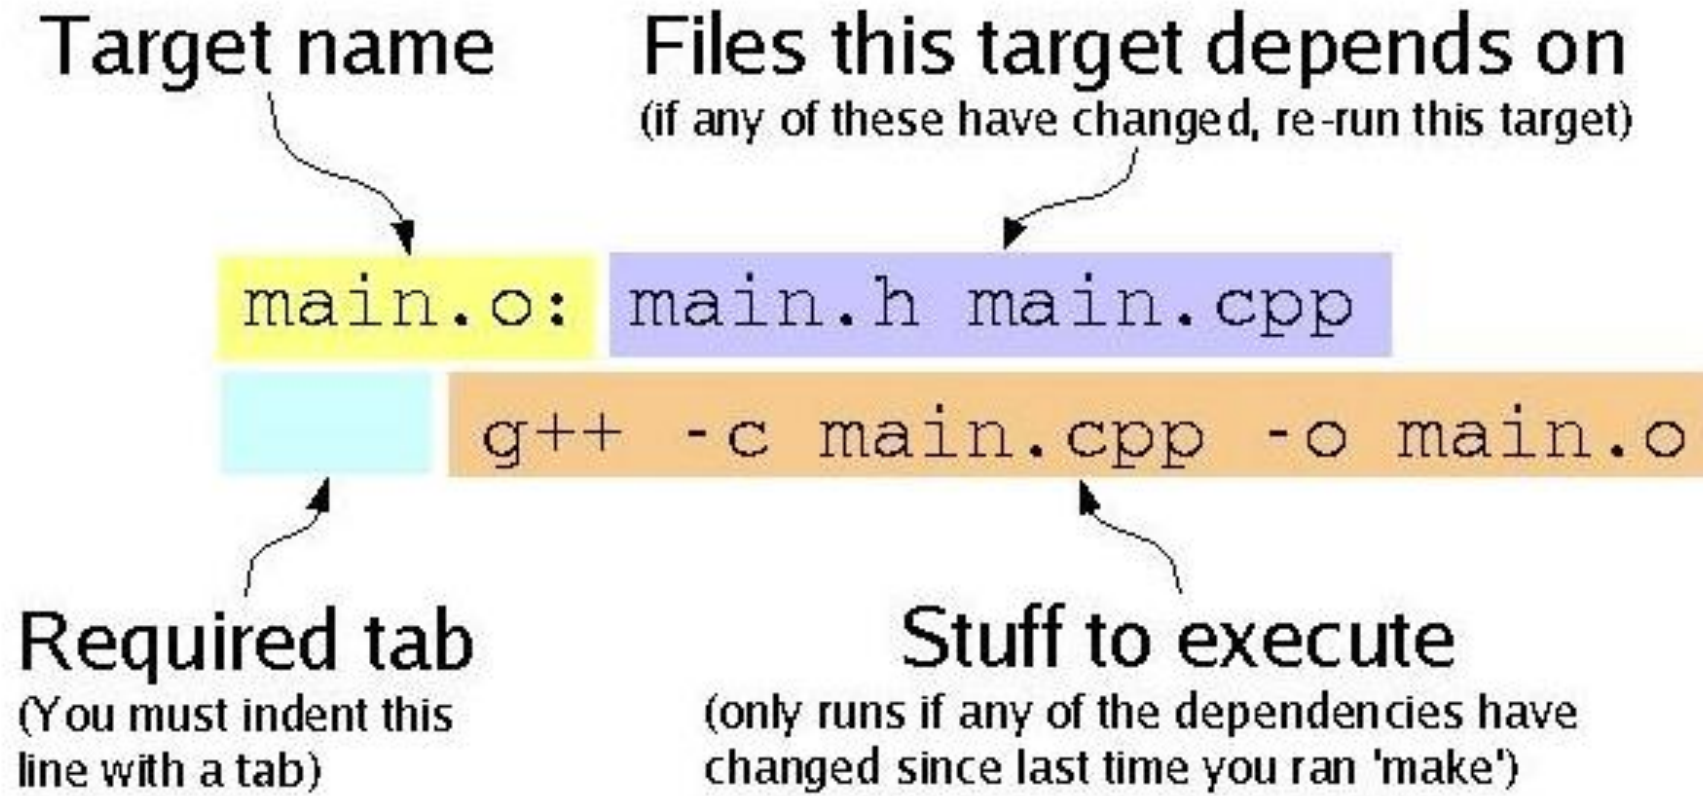 Target name
Files this target depends on
(if any of these have changed, re-run this target)
main.o: main.h main.cpp
g++ -c main.cpp -o main.o
Required tab
(You must indent this
line with a tab)
Stuff to execute
(only runs if any of the dependencies have
changed since last time you ran 'make')